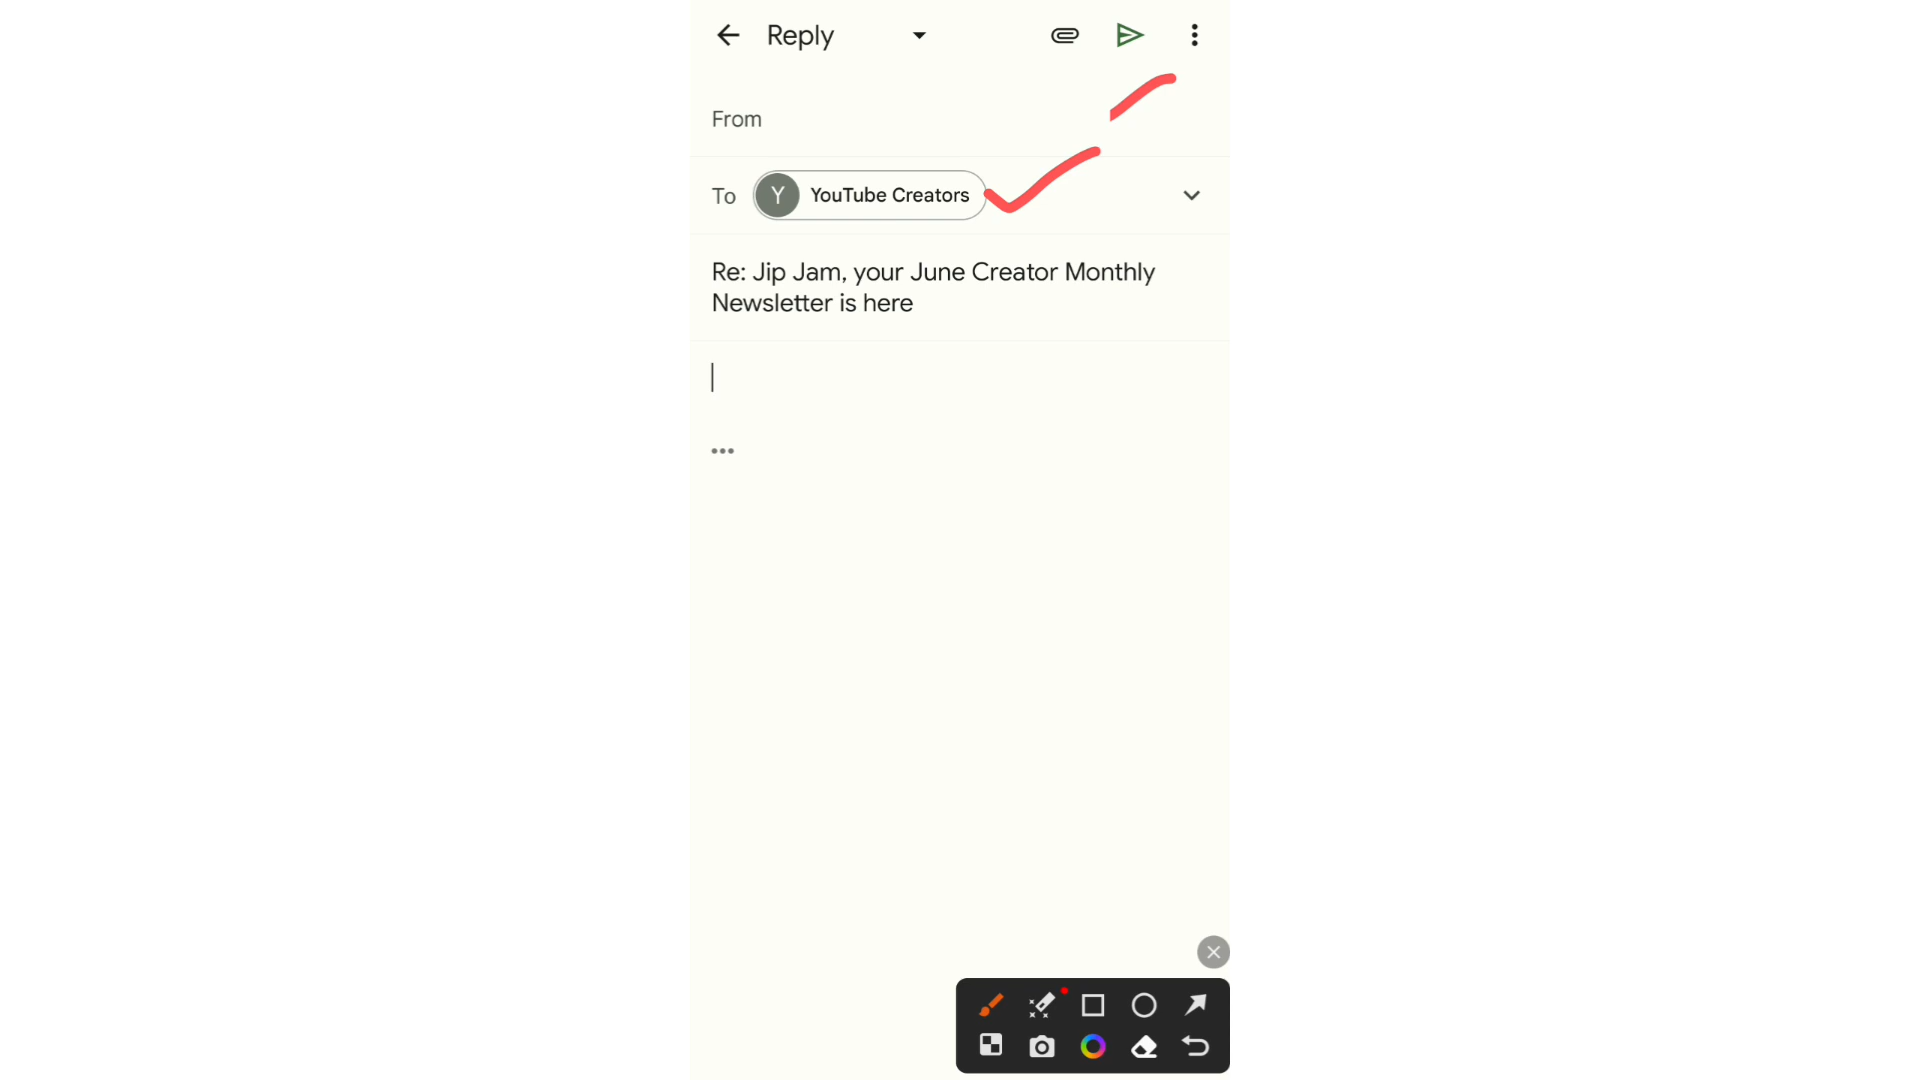 Reply
From
To Y YouTube Creators
Re: Jip Jam, your June Creator Monthly
Newsletter is here